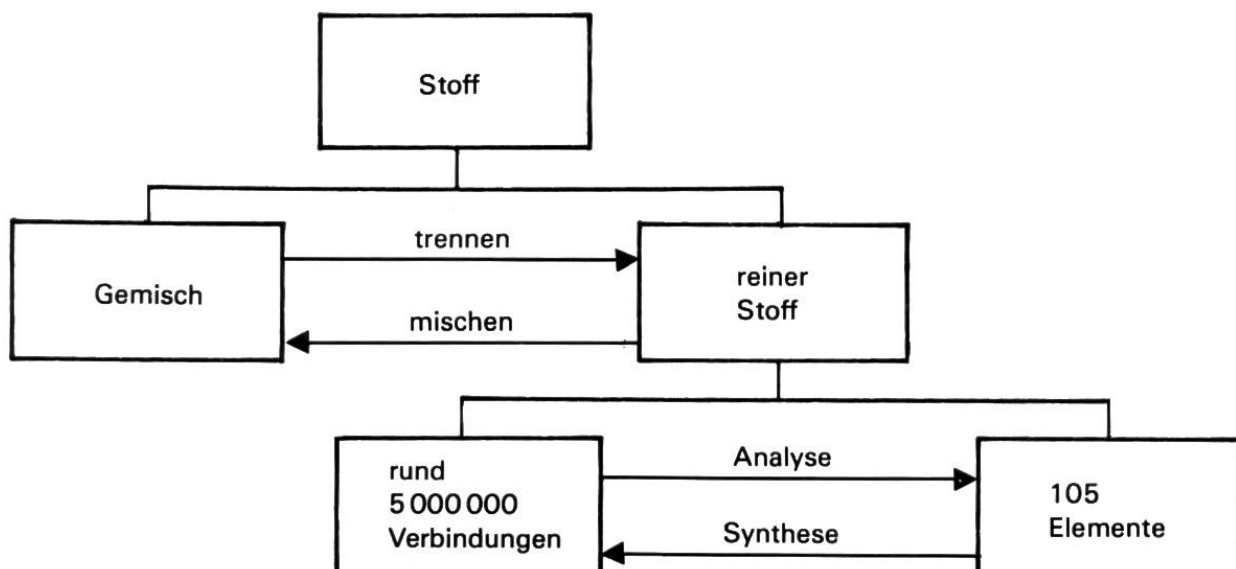 Stoff
trennen
Gemisch
reiner
Stoff
mischen
rund
5 000 000
Verbindungen
Analyse
105
Elemente
Synthese